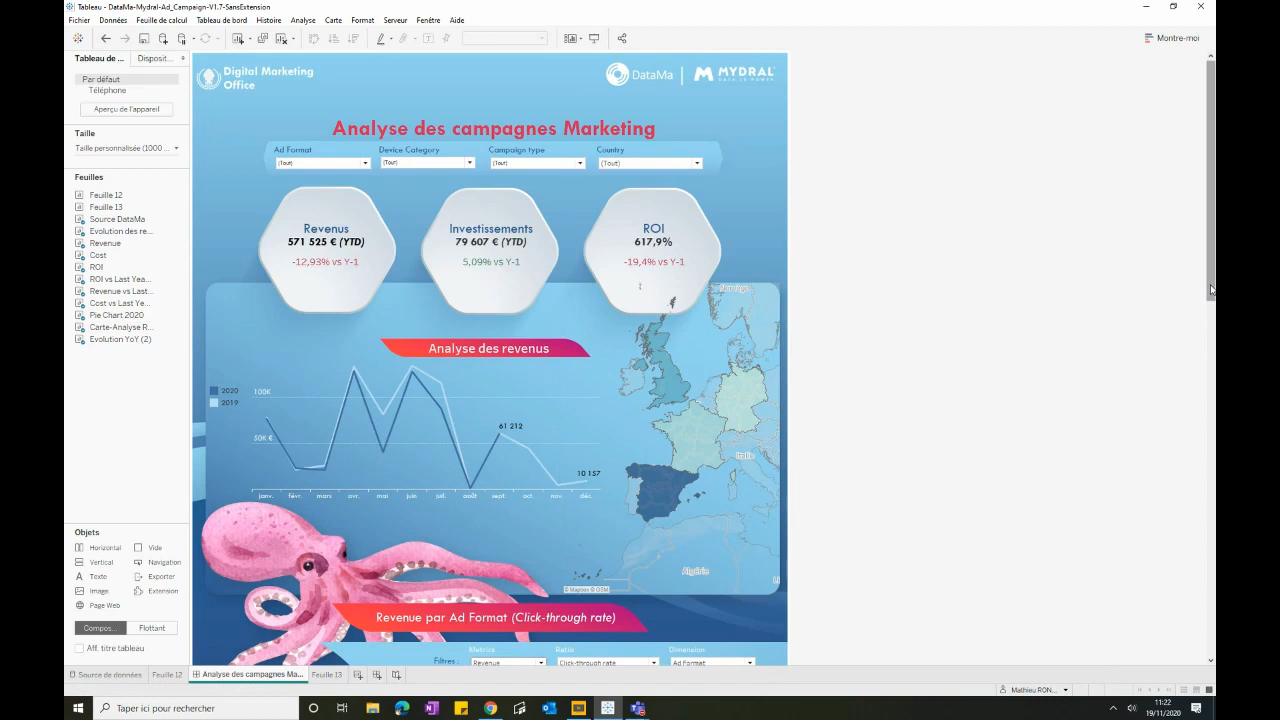 Tableau - DataMa-Mydral-Ad_Campaign-V1.7-SansExtension
Fichier Données Feuille de calcul Tableau de bord Histoire Analyse Carte Format Serveur Fenêtre Aide
Montre-moi
Tableau de ... Disposit...
Par défaut
Téléphone
Aperçu de l'appareil
Taille
Taille personnalisée (1000 ...
Feuilles
Feuille 12
Feuille 13
Source DataMa
Evolution des re...
Revenue
Cost
ROI
ROI vs Last Yea...
Revenue vs Last...
Cost vs Last Ye...
Pie Chart 2020
Carte-Analyse R...
Evolution YoY (2)
Objets
Horizontal Vide
Vertical Navigation
Texte Exporter
Image Extension
Page Web
Compos... Flottant
Aff. titre tableau
Digital Marketing
Office
DataMa
MYDRAL
Analyse des campagnes Marketing
Ad Format Device Category Campaign type Country
(Tout) (Tout) (Tout) (Tout)
Revenus
571 525 € (YTD)
-12,93% vs Y-1
Investissements
79 607 € (YTD)
5,09% vs Y-1
ROI
617,9%
-19,4% vs Y-1
Norvège
Analyse des revenus
2020
2019
100K
50K €
61 212
10 157
janv. févr. mars avr. mai juin juil. août sept. oct. nov. déc.
Italie
Algérie
Li
© Mapbox © OSM
Revenue par Ad Format (Click-through rate)
Metrics Ratio Dimension
Filtres : Revenue Click-through rate Ad Format
Source de données Feuille 12 Analyse des campagnes Ma... Feuille 13
Mathieu RON...
Taper ici pour rechercher
11:22
19/11/2020